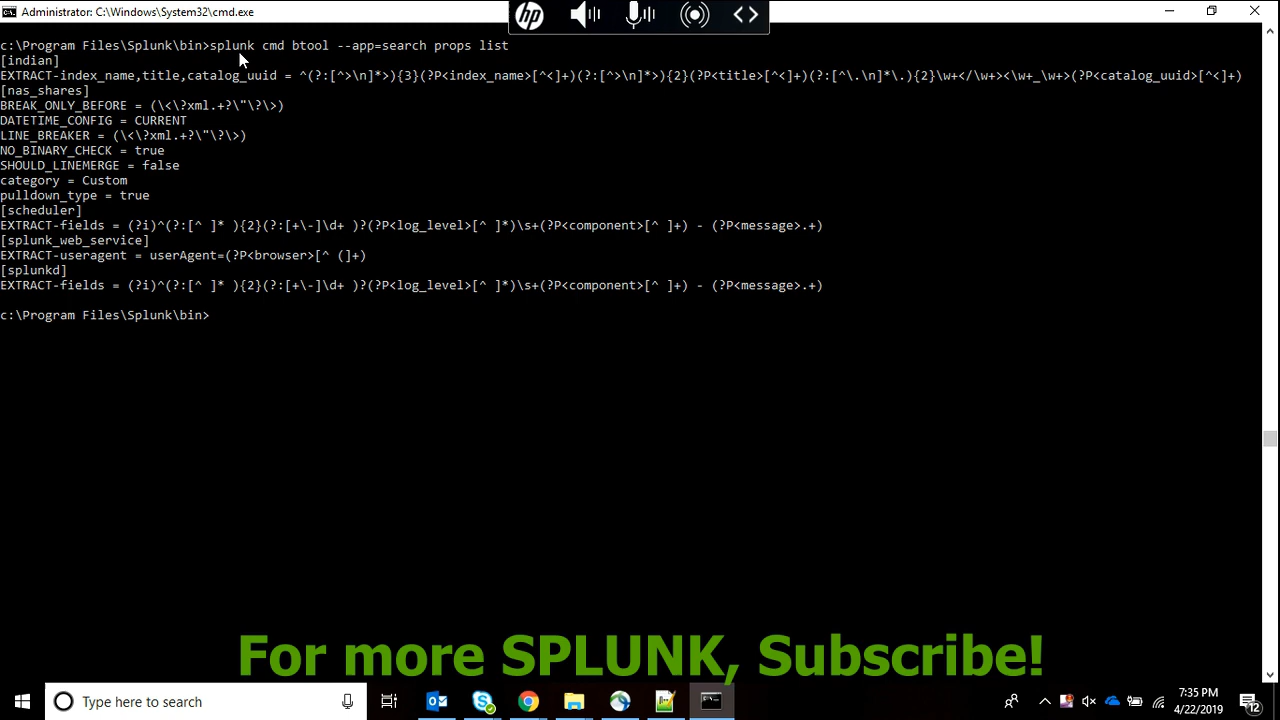 Administrator: C:\Windows\System32\cmd.exe
hp
c:\Program Files\Splunk\bin>splunk cmd btool --app=search props list
[indian]
EXTRACT-index_name,title,catalog_uuid = ^(?:[^>\n]*>){3}(?P<index_name>[^<]+)(?:[^>\n]*>){2}(?P<title>[^<]+)(?:[^\.\n]*\.){2}\w+</\w+><\w+_\w+>(?P<catalog_uuid>[^<]+)
[nas_shares]
BREAK_ONLY_BEFORE = (\<\?xml.+?\"\?\>)
DATETIME_CONFIG = CURRENT
LINE_BREAKER = (\<\?xml.+?\"\?\>)
NO_BINARY_CHECK = true
SHOULD_LINEMERGE = false
category = Custom
pulldown_type = true
[scheduler]
EXTRACT-fields = (?i)^(?:[^ ]* ){2}(?:[+\-]\d+ )?(?P<log_level>[^ ]*)\s+(?P<component>[^ ]+) - (?P<message>.+)
[splunk_web_service]
EXTRACT-useragent = userAgent=(?P<browser>[^ (]+)
[splunkd]
EXTRACT-fields = (?i)^(?:[^ ]* ){2}(?:[+\-]\d+ )?(?P<log_level>[^ ]*)\s+(?P<component>[^ ]+) - (?P<message>.+)
c:\Program Files\Splunk\bin>
For more SPLUNK, Subscribe!
Type here to search
7:35 PM
4/22/2019
12